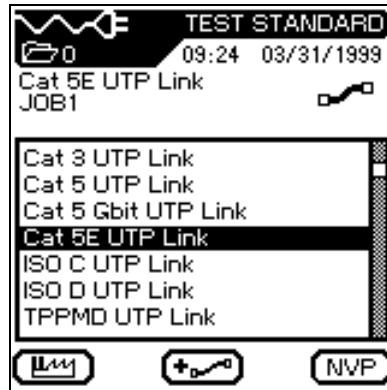 TEST STANDARD
0 09:24 03/31/1999
Cat 5E UTP Link
JOB1
Cat 3 UTP Link
Cat 5 UTP Link
Cat 5 Gbit UTP Link
Cat 5E UTP Link
ISO C UTP Link
ISO D UTP Link
TPPMD UTP Link
+ NVP